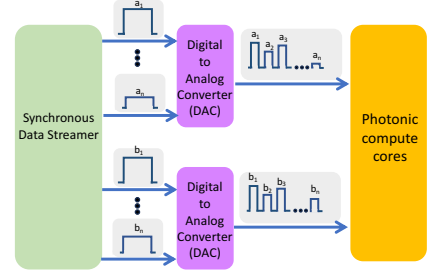 a1
an
Synchronous
Data Streamer
b1
bn
Digital
to
Analog
Converter
(DAC)
a1 a2 a3 an
Digital
to
Analog
Converter
(DAC)
b1 b2 b3 bn
Photonic
compute
cores